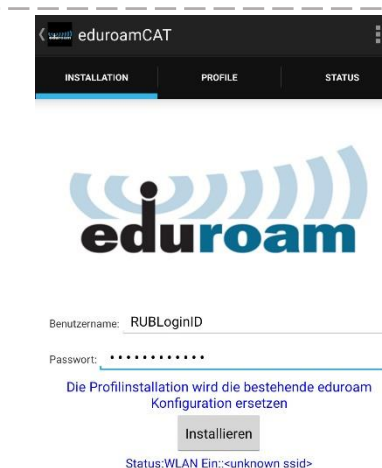 eduroamCAT
INSTALLATION PROFILE STATUS
eduroam
Benutzername: RUBLoginID
Passwort: ••••••••••••
Die Profilinstallation wird die bestehende eduroam
Konfiguration ersetzen
Installieren
Status:WLAN Ein::<unknown ssid>